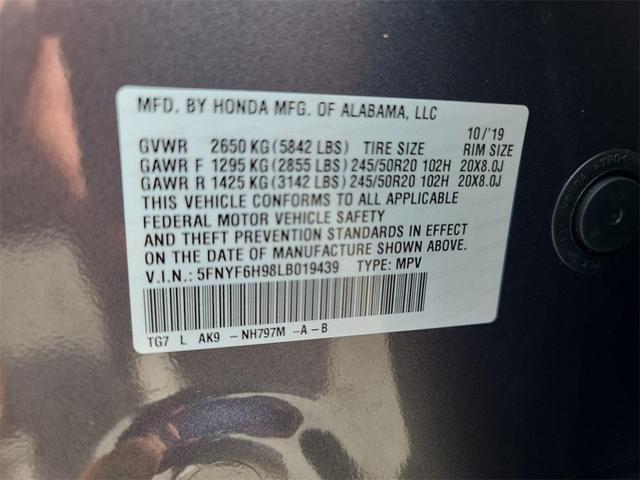 MFD. BY HONDA MFG. OF ALABAMA, LLC
10/'19
GVWR 2650 KG (5842 LBS) TIRE SIZE RIM SIZE
GAWR F 1295 KG (2855 LBS) 245/50R20 102H 20X8.0J
GAWR R 1425 KG (3142 LBS) 245/50R20 102H 20X8.0J
THIS VEHICLE CONFORMS TO ALL APPLICABLE
FEDERAL MOTOR VEHICLE SAFETY
AND THEFT PREVENTION STANDARDS IN EFFECT
ON THE DATE OF MANUFACTURE SHOWN ABOVE.
V.I.N.: 5FNYF6H98LB019439 TYPE: MPV
TG7 L AK9 -NH797M -A-B
HONDA >TPO<